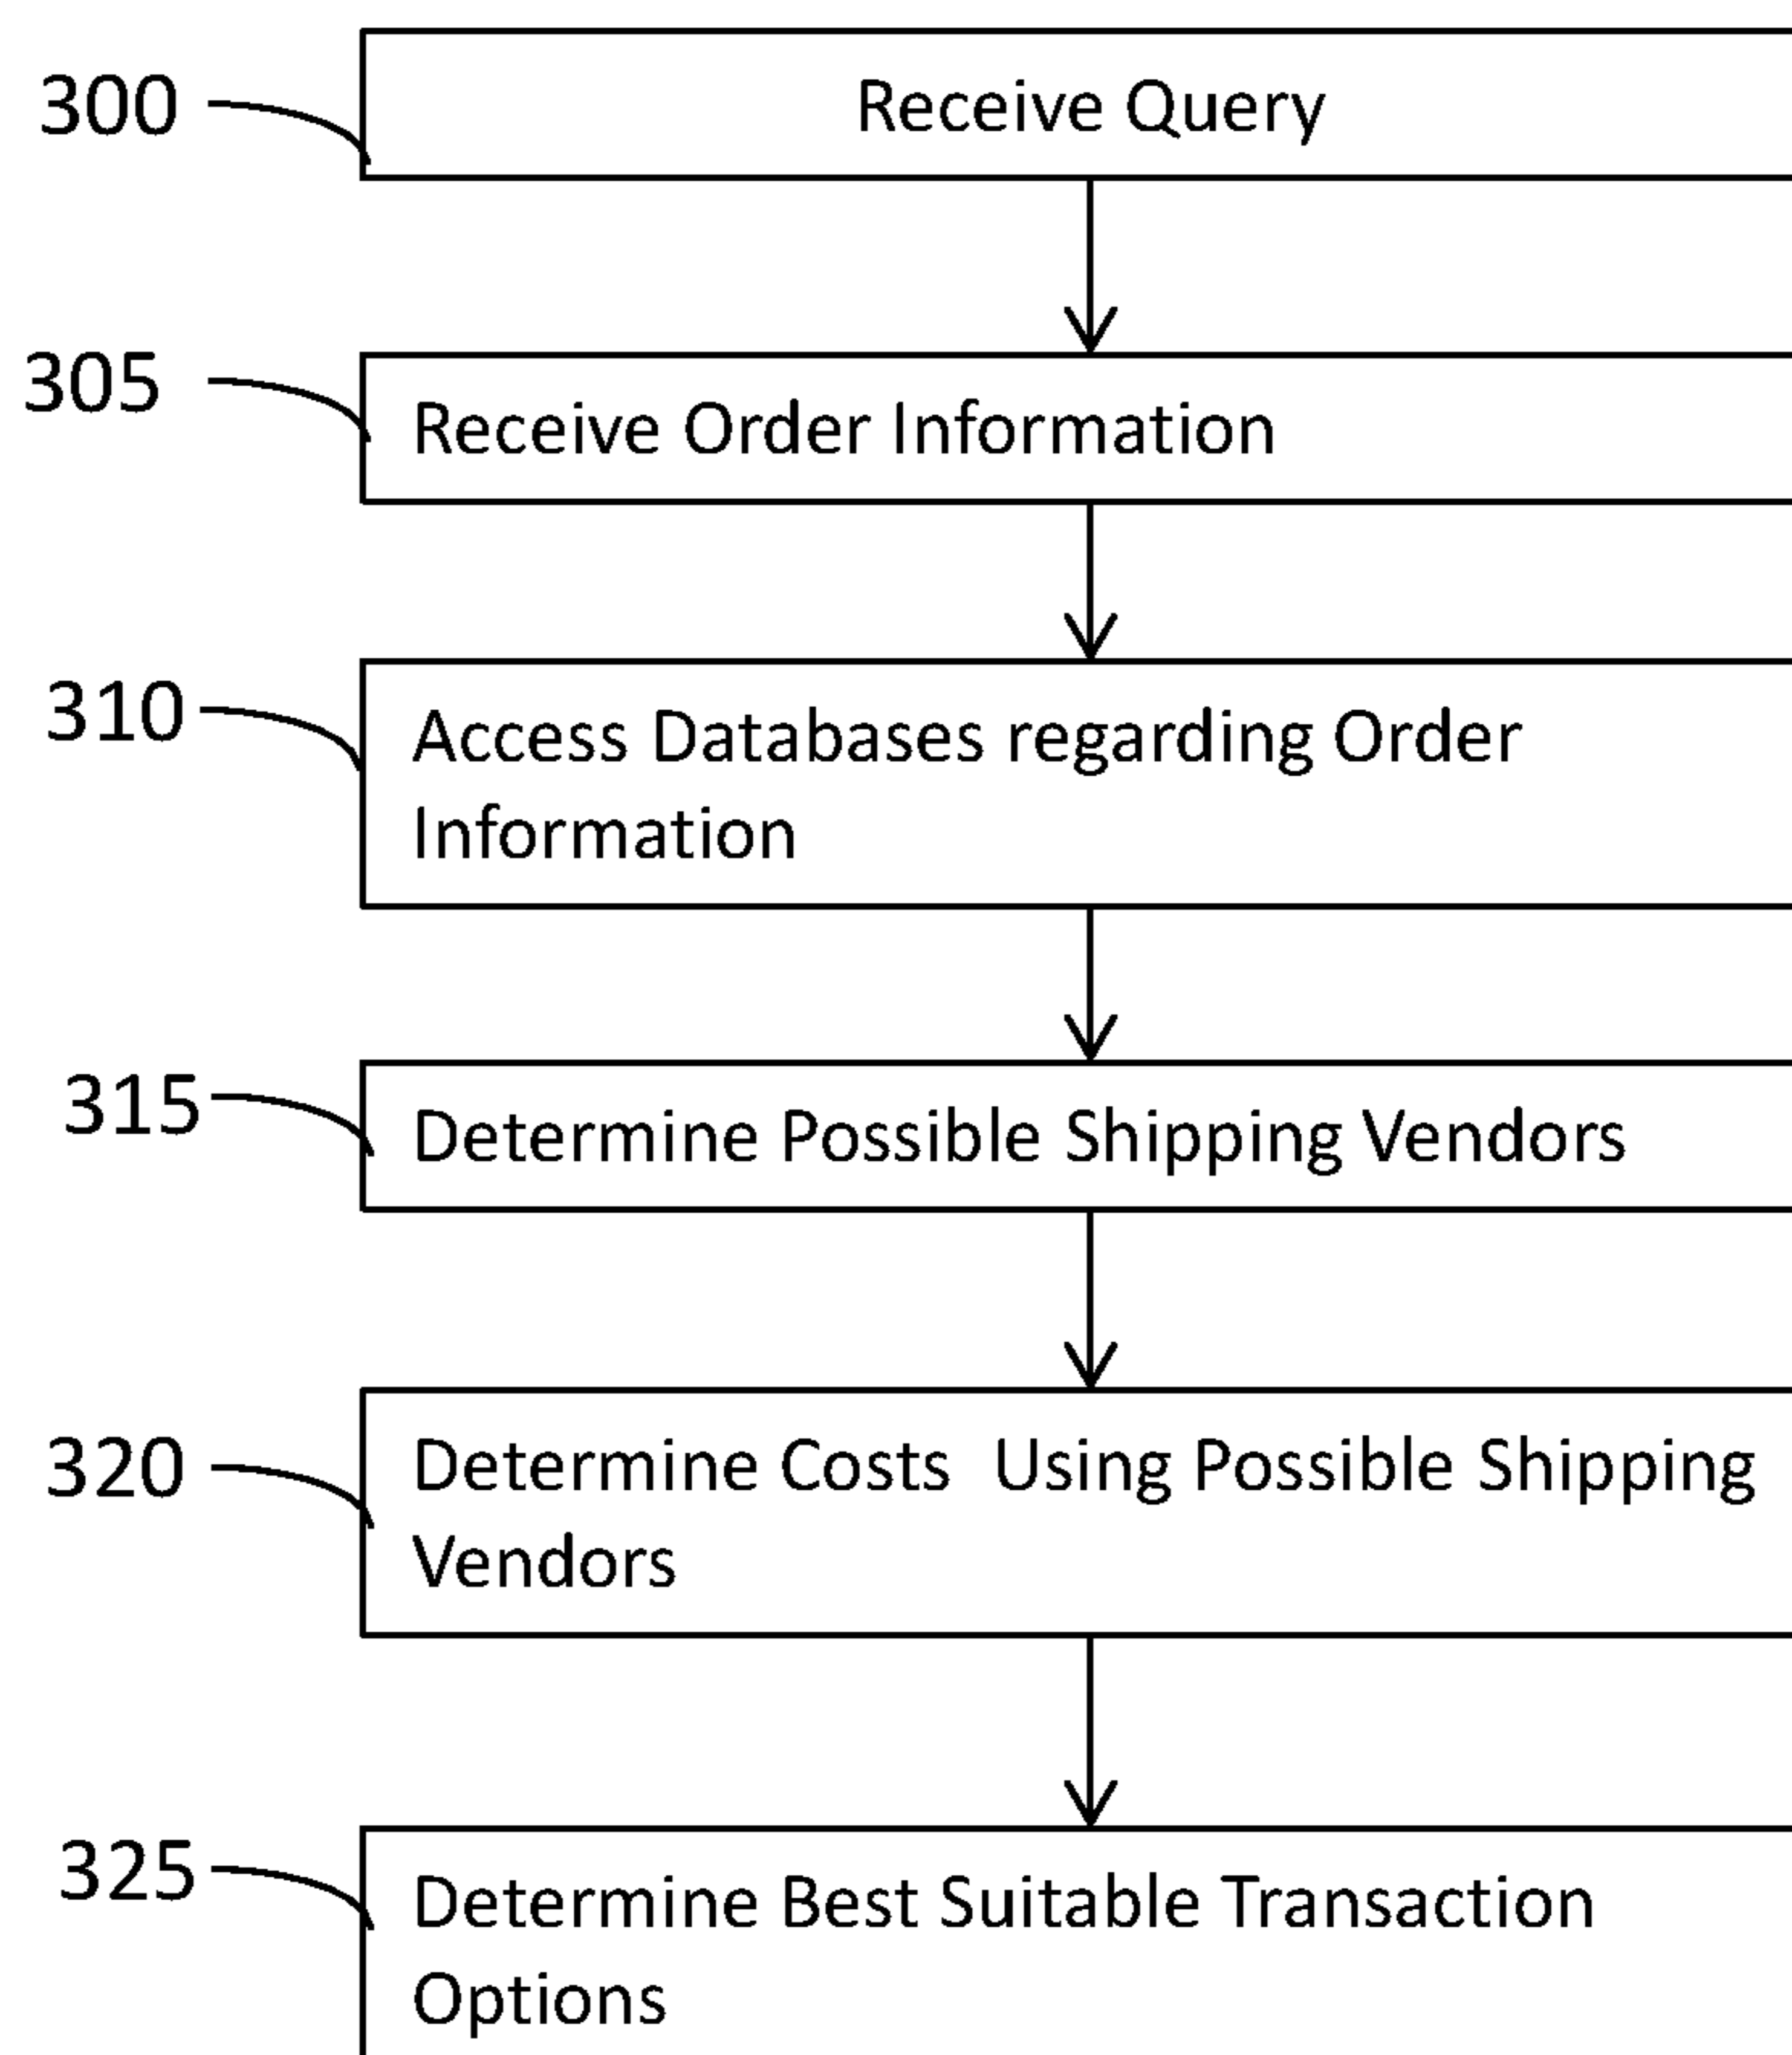 300
Receive Query
305
Receive Order Information
310
Access Databases regarding Order
Information
315
Determine Possible Shipping Vendors
320
Determine Costs  Using Possible Shipping
Vendors
325
Determine Best Suitable Transaction
Options